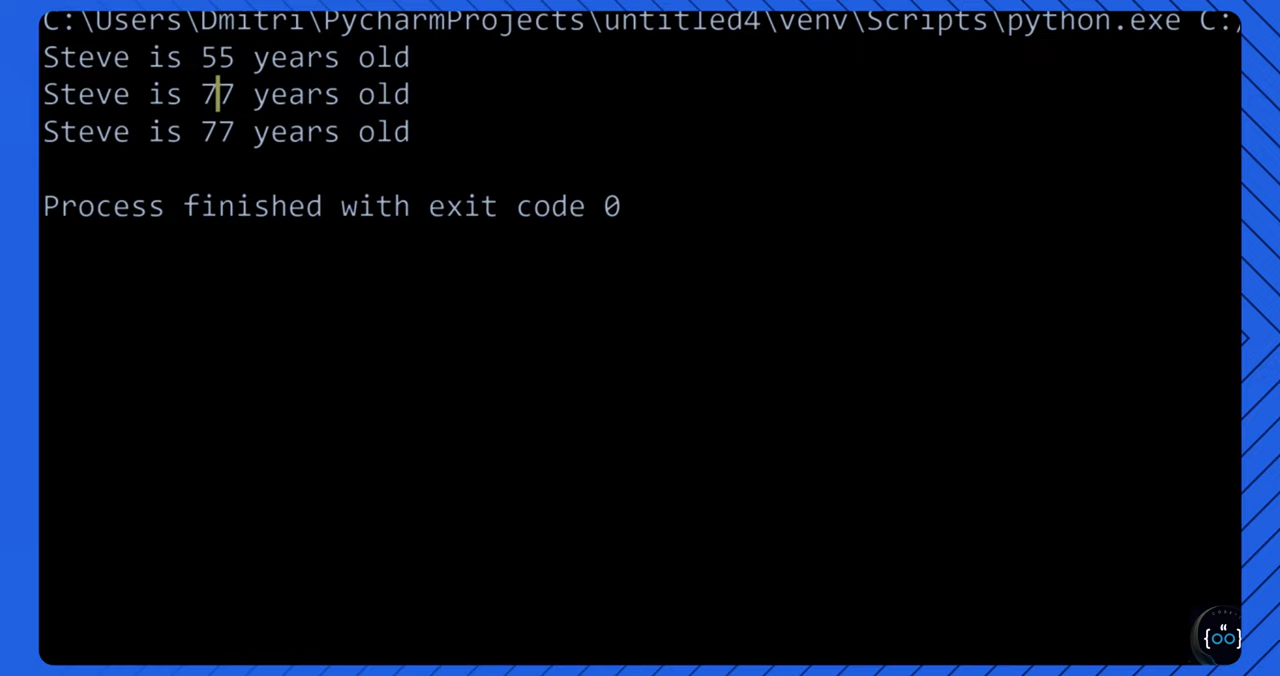 C:\Users\Dmitri\PycharmProjects\untitled4\venv\Scripts\python.exe C:/
Steve is 55 years old
Steve is 77 years old
Steve is 77 years old
Process finished with exit code 0